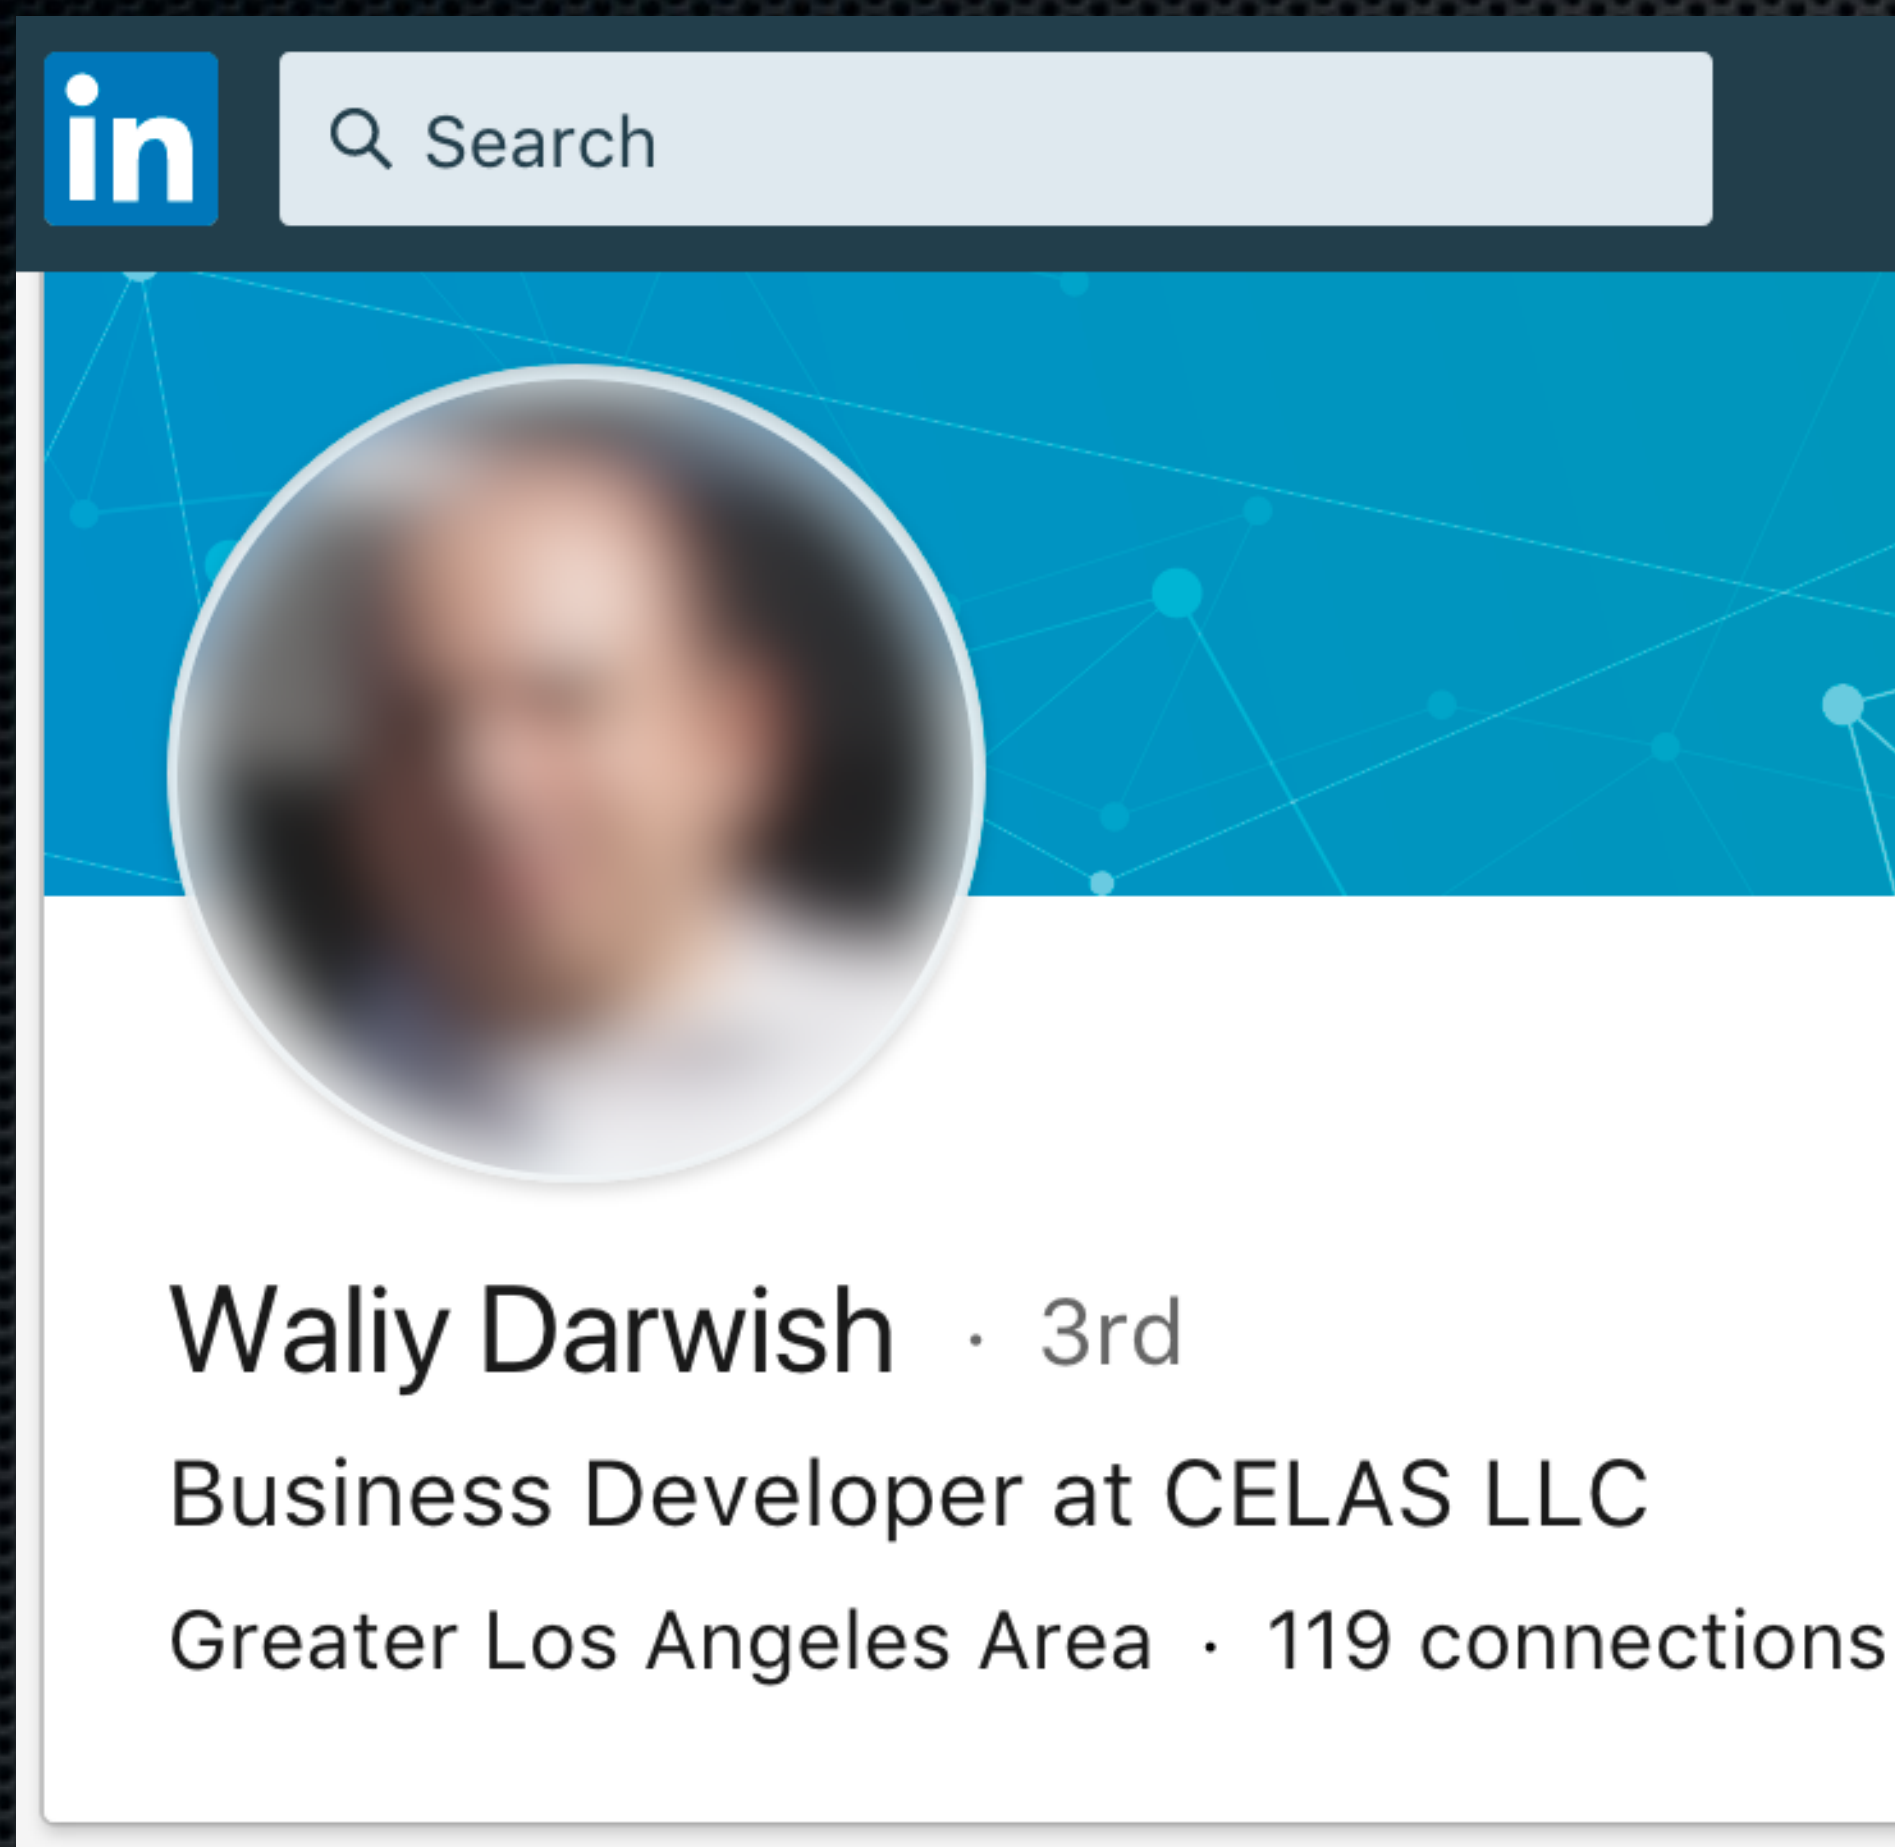 in
Search
Waliy Darwish · 3rd
Business Developer at CELAS LLC
Greater Los Angeles Area · 119 connections